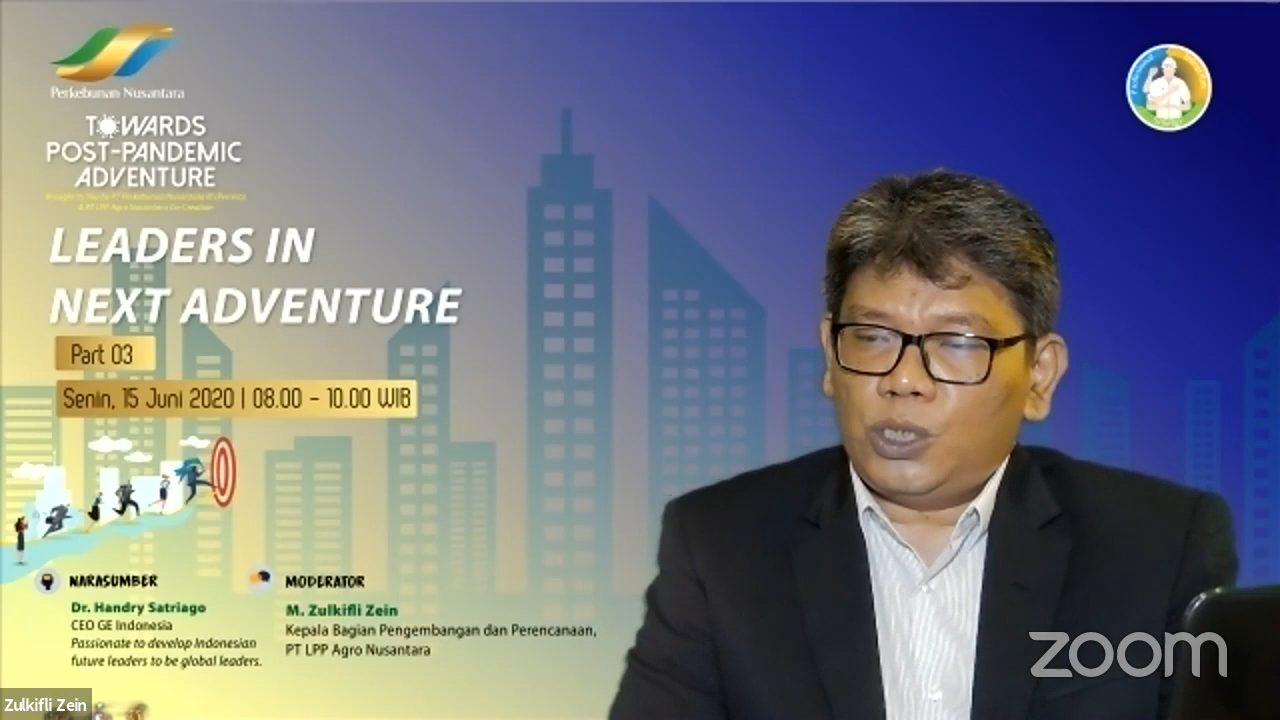 Perkebunan Nusantara
TOWARDS
POST-PANDEMIC
ADVENTURE
LEADERS IN
NEXT ADVENTURE
Part 03
Senin, 15 Juni 2020 | 08.00 - 10.00 WIB
NARASUMBER
Dr. Handry Satriago
CEO GE Indonesia
Passionate to develop Indonesian
future leaders to be global leaders.
MODERATOR
M. Zulkifli Zein
Kepala Bagian Pengembangan dan Perencanaan,
PT LPP Agro Nusantara
zoom
Zulkifli Zein